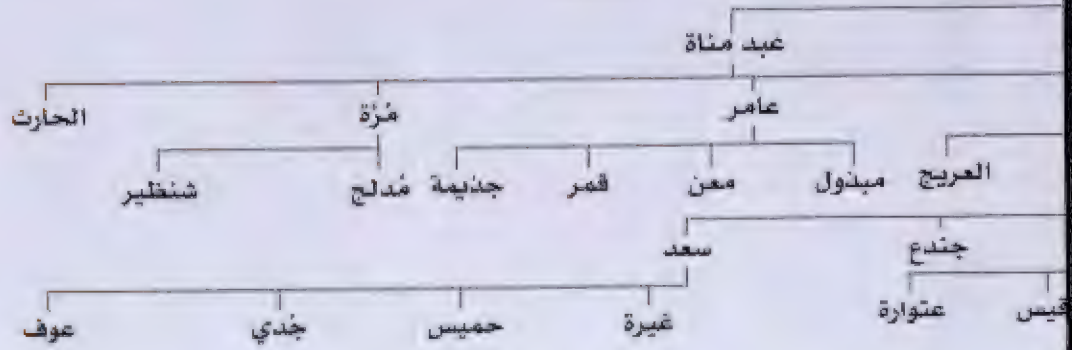 عبد مناة
عامر مُرّة الحارث
العريج مبذول معن قمر جذيمة مُدلج شنظير
جندع سعد
قيس عتوارة غيرة حميس جُدي عوف